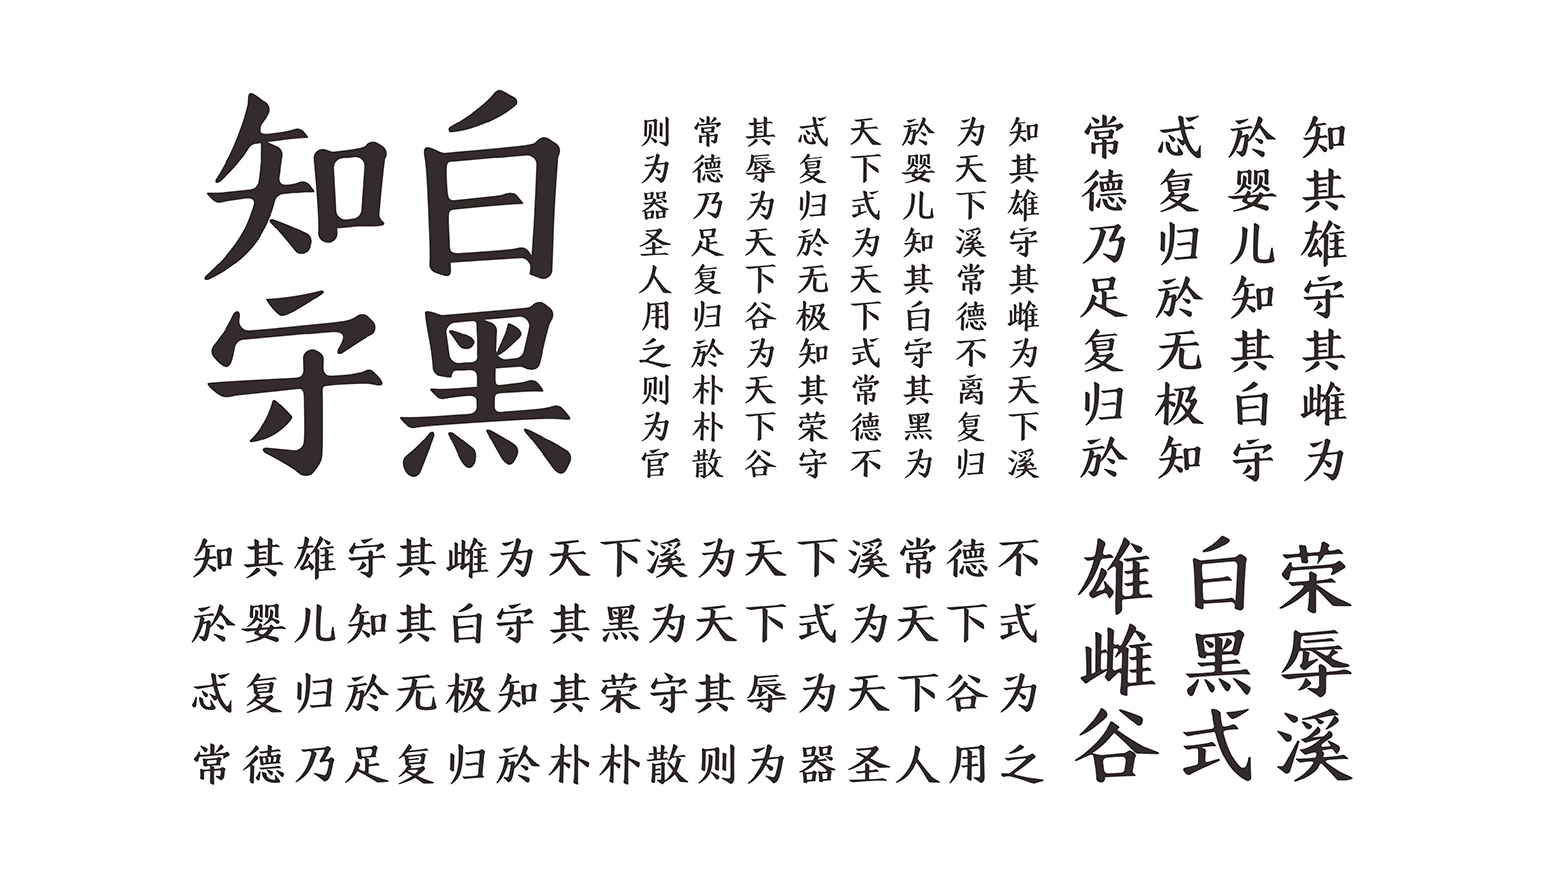 知白
守黑
知其雄守其雌为天下溪
为天下溪常德不离复归
於婴儿知其白守其黑为
天下式为天下式常德不
忒复归於无极知其荣守
其辱为天下谷为天下谷
常德乃足复归於朴朴散
则为器圣人用之则为官
知其雄守其雌为
於婴儿知其白守
忒复归於无极知
常德乃足复归於
知其雄守其雌为天下溪为天下溪常德不
於婴儿知其白守其黑为天下式为天下式
忒复归於无极知其荣守其辱为天下谷为
常德乃足复归於朴朴散则为器圣人用之
荣辱溪
白黑式
雄雌谷